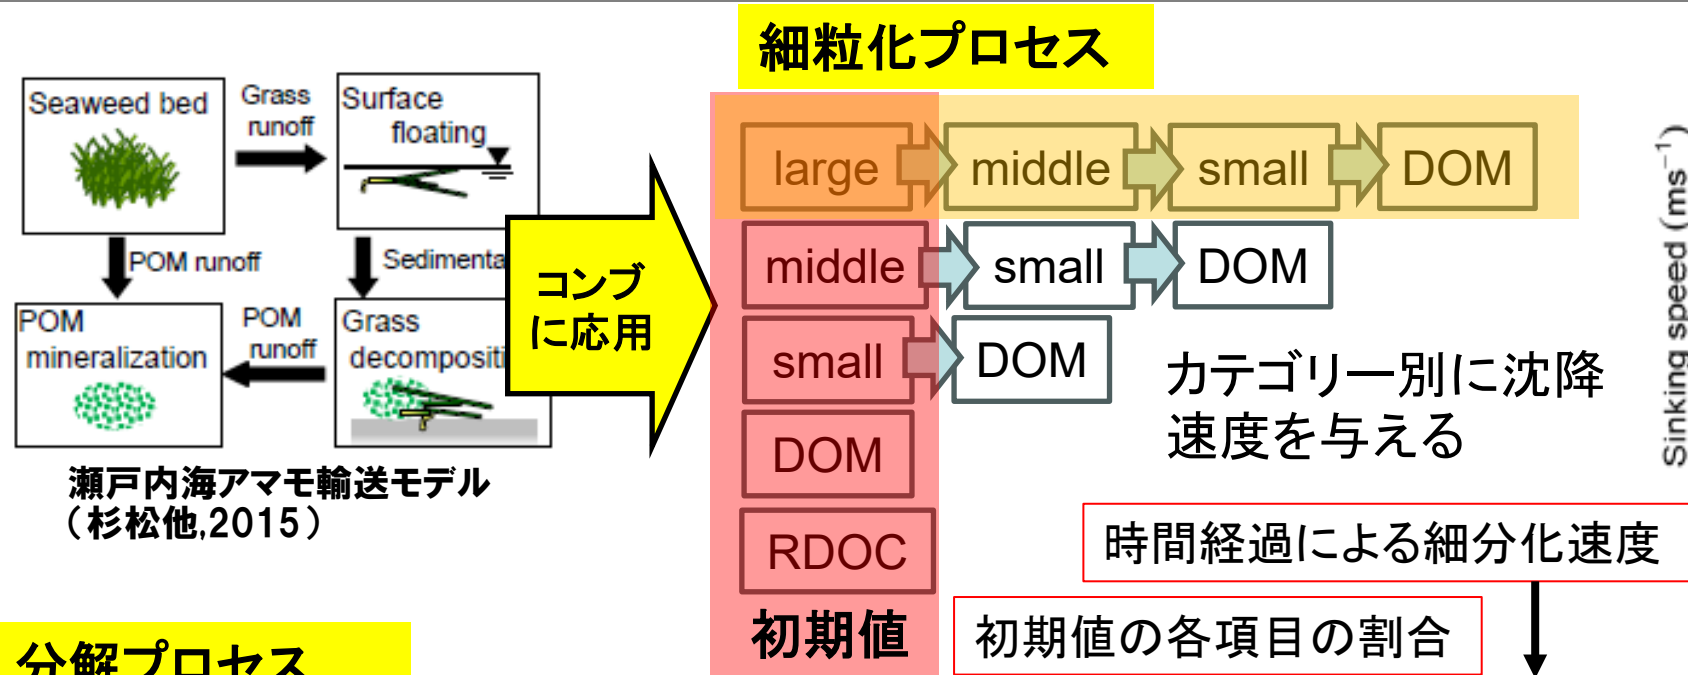 細粒化プロセス
Seaweed bed
Grass
runoff
Surface
floating
POM runoff
Sedimenta
POM
mineralization
POM
runoff
Grass
decompositi
瀬戸内海アマモ輸送モデル
（杉松他,2015）
コンブ
に応用
large
middle
small
DOM
middle
small
DOM
small
DOM
DOM
RDOC
初期値
カテゴリー別に沈降
速度を与える
Sinking speed (ms⁻¹)
時間経過による細分化速度
初期値の各項目の割合
分解プロセス